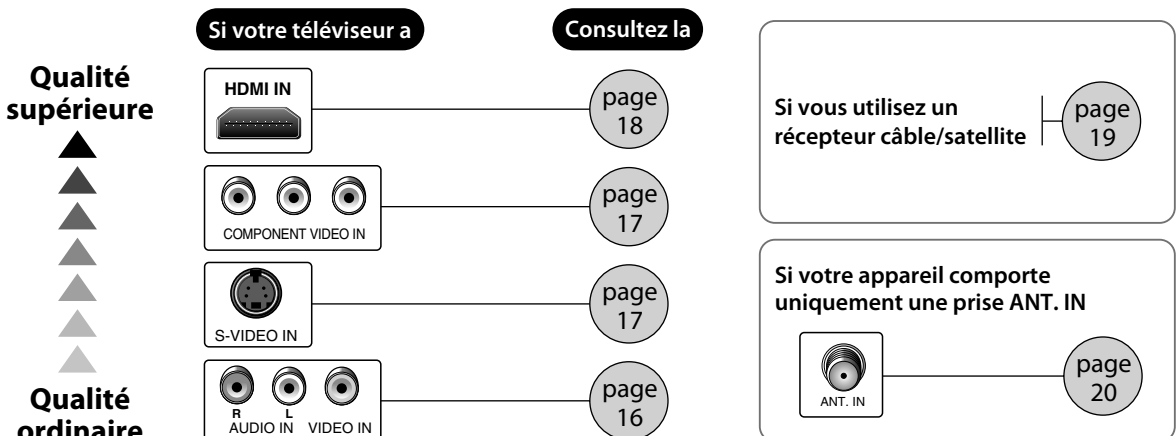 Si votre téléviseur a
Consultez la
Qualité
supérieure
HDMI IN
page
18
COMPONENT VIDEO IN
page
17
S-VIDEO IN
page
17
Qualité
ordinaire
R L
AUDIO IN VIDEO IN
page
16
Si vous utilisez un
récepteur câble/satellite
page
19
Si votre appareil comporte
uniquement une prise ANT. IN
ANT. IN
page
20